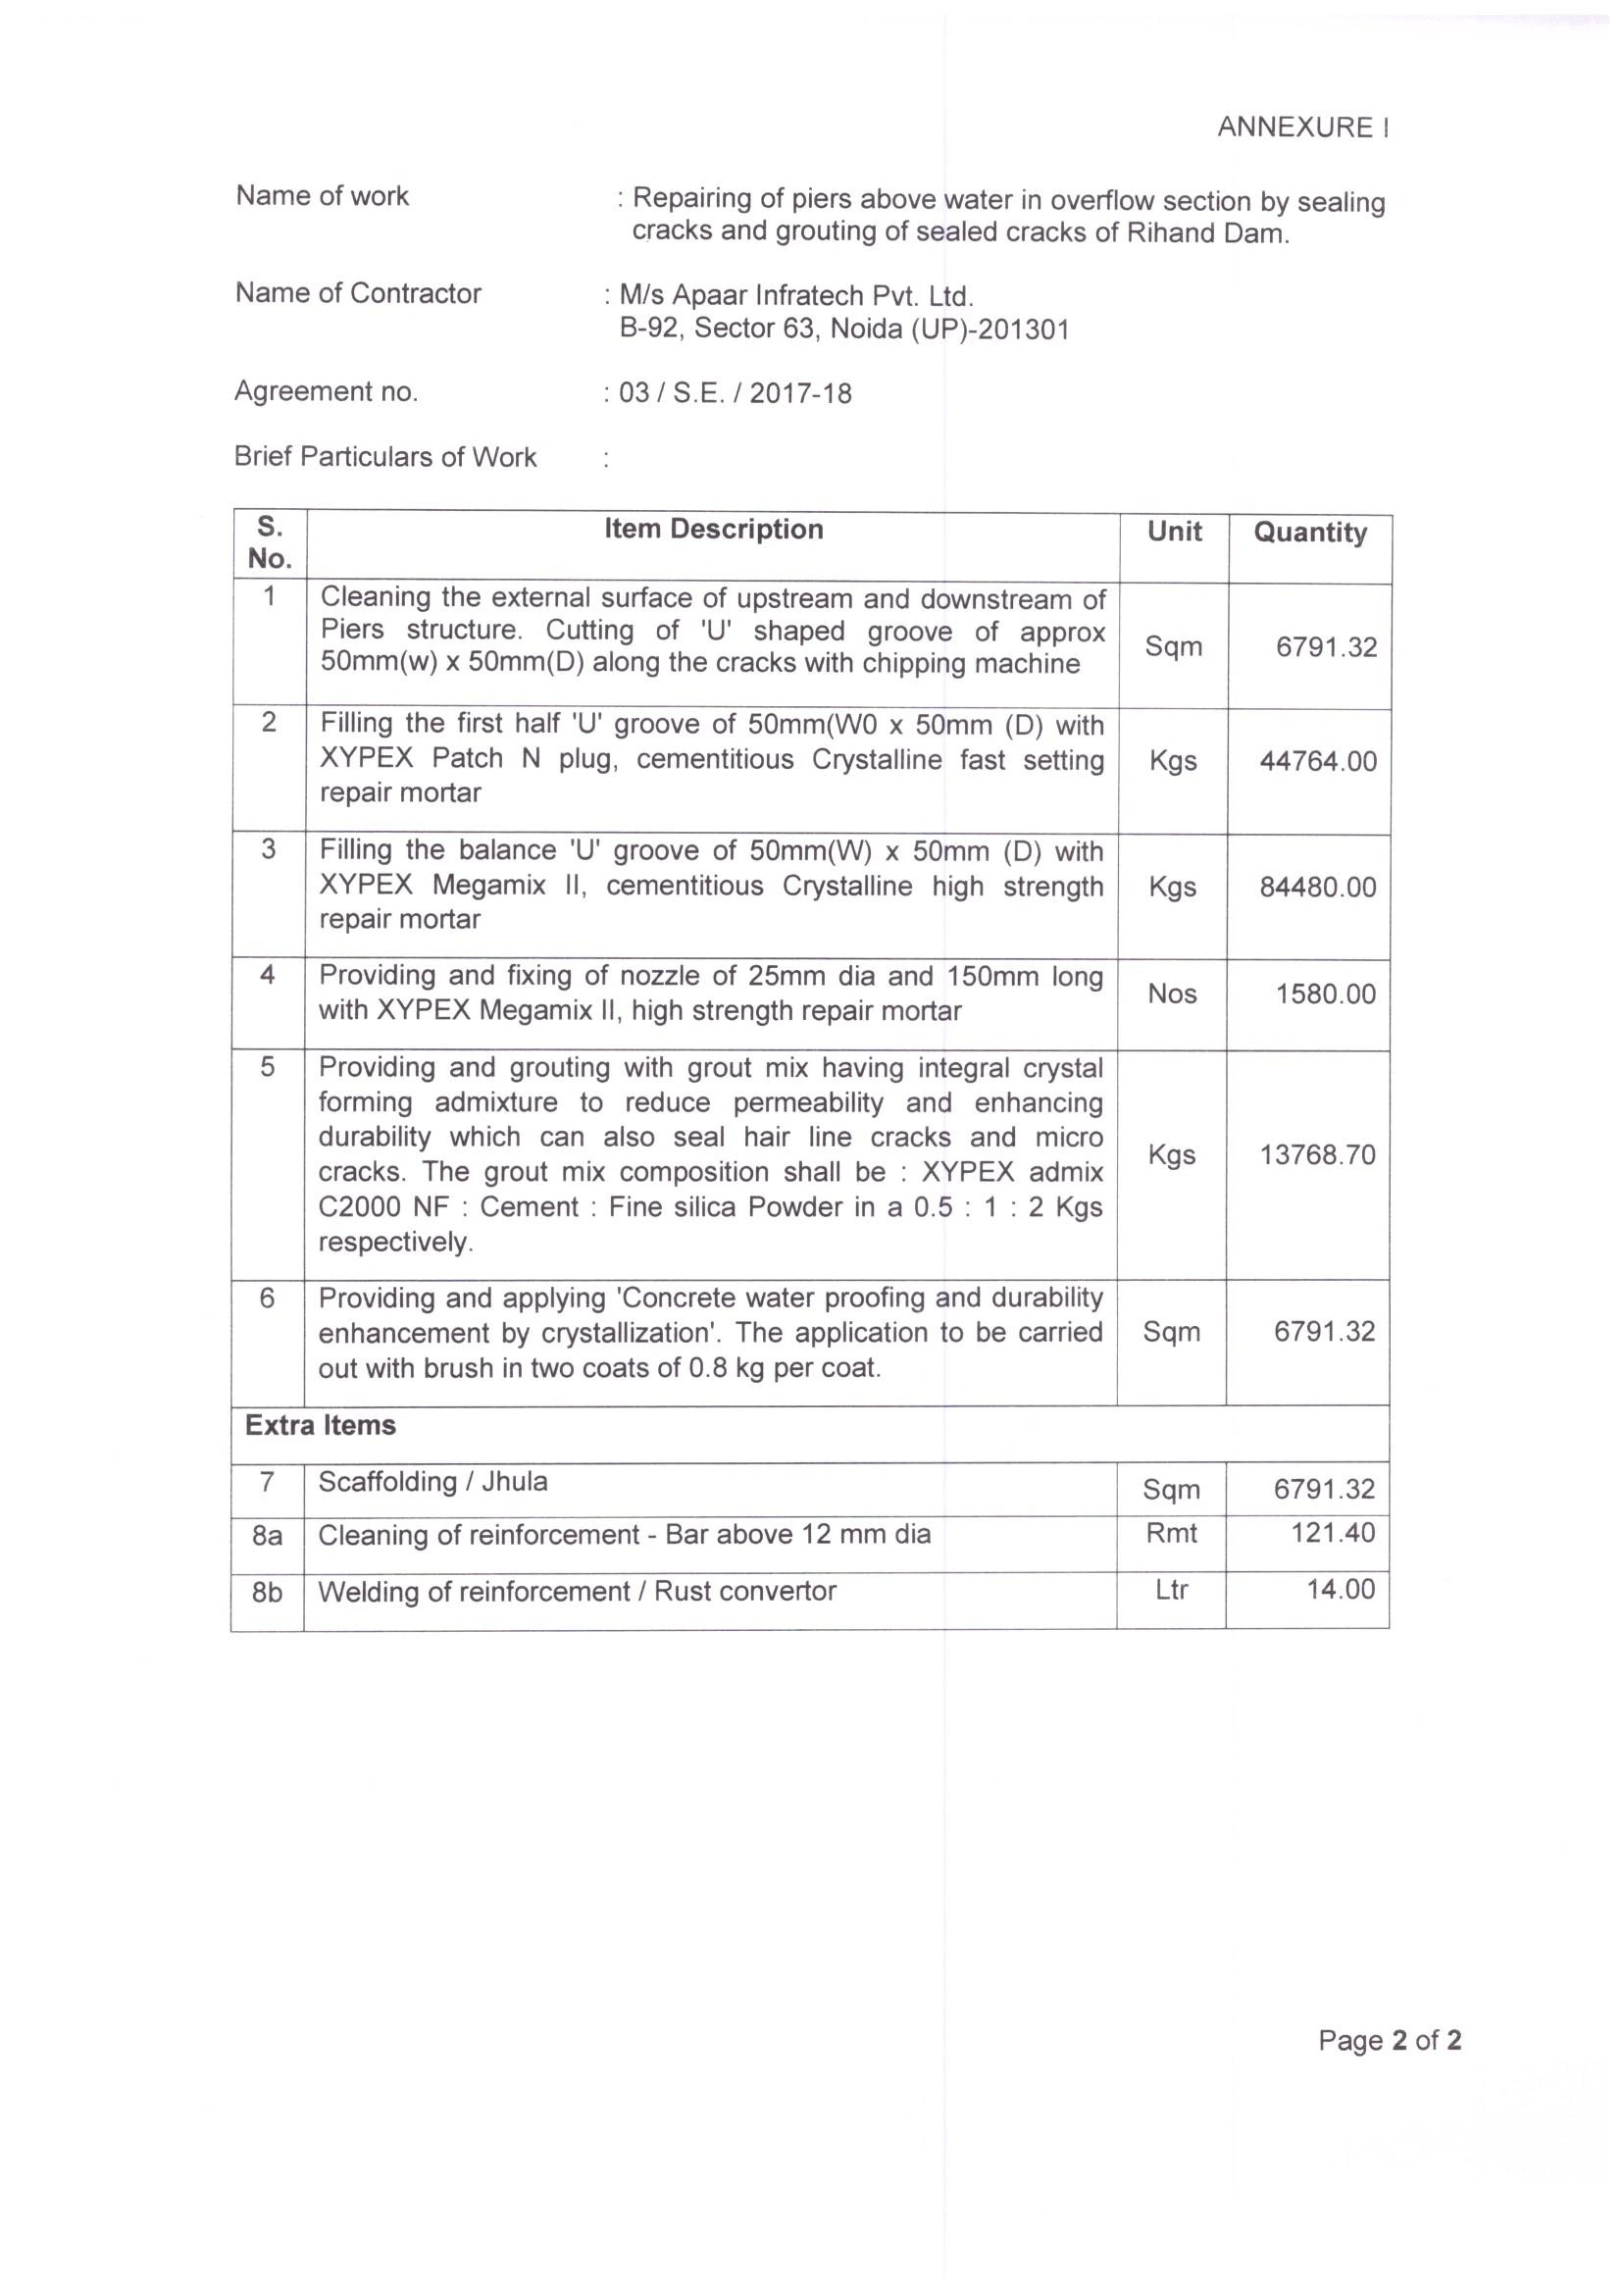 ANNEXURE I
Name of work : Repairing of piers above water in overflow section by sealing
cracks and grouting of sealed cracks of Rihand Dam.
Name of Contractor : M/s Apaar Infratech Pvt. Ltd.
B-92, Sector 63, Noida (UP)-201301
Agreement no. : 03 / S.E. / 2017-18
Brief Particulars of Work :
S. No. Item Description Unit Quantity
1 Cleaning the external surface of upstream and downstream of
Piers structure. Cutting of 'U' shaped groove of approx
50mm(w) x 50mm(D) along the cracks with chipping machine
Sqm 6791.32
2 Filling the first half 'U' groove of 50mm(W0 x 50mm (D) with
XYPEX Patch N plug, cementitious Crystalline fast setting
repair mortar
Kgs 44764.00
3 Filling the balance 'U' groove of 50mm(W) x 50mm (D) with
XYPEX Megamix II, cementitious Crystalline high strength
repair mortar
Kgs 84480.00
4 Providing and fixing of nozzle of 25mm dia and 150mm long
with XYPEX Megamix II, high strength repair mortar
Nos 1580.00
5 Providing and grouting with grout mix having integral crystal
forming admixture to reduce permeability and enhancing
durability which can also seal hair line cracks and micro
cracks. The grout mix composition shall be : XYPEX admix
C2000 NF : Cement : Fine silica Powder in a 0.5 : 1 : 2 Kgs
respectively.
Kgs 13768.70
6 Providing and applying 'Concrete water proofing and durability
enhancement by crystallization'. The application to be carried
out with brush in two coats of 0.8 kg per coat.
Sqm 6791.32
Extra Items
7 Scaffolding / Jhula Sqm 6791.32
8a Cleaning of reinforcement - Bar above 12 mm dia Rmt 121.40
8b Welding of reinforcement / Rust convertor Ltr 14.00
Page 2 of 2